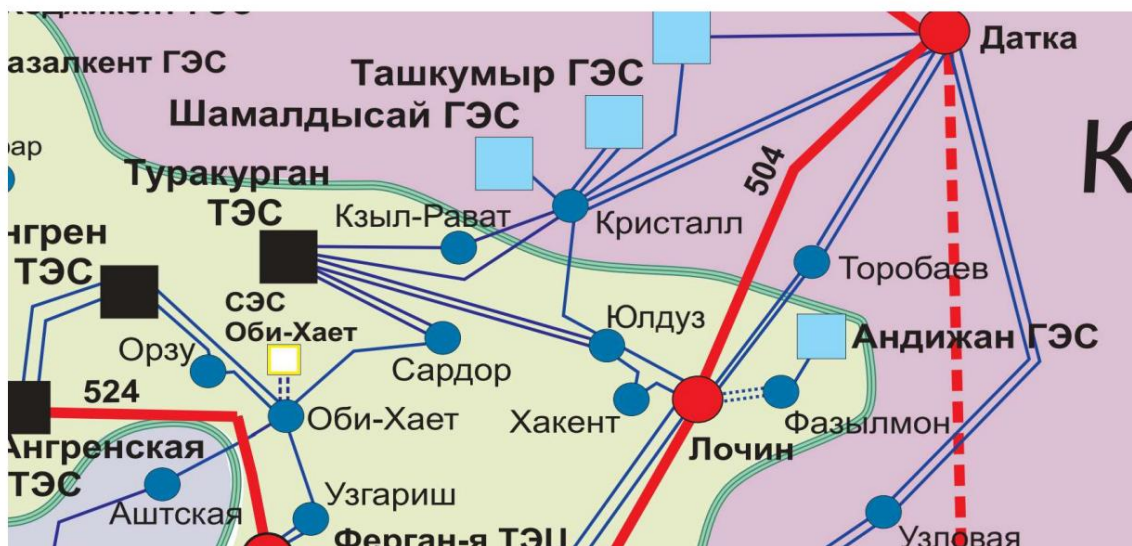 азалкент ГЭС
Ташкумыр ГЭС
Шамалдысай ГЭС
Датка
К
Туракурган
ТЭС
Кзыл-Рават
Кристалл
504
нгрен
ТЭС
СЭС
Оби-Хает
Орзу
Сардор
Юлдуз
Торобаев
Андижан ГЭС
524
Оби-Хает
Хакент
Фазылмон
Лочин
Ангренская
ТЭС
Аштская
Узгариш
Ферган-я ТЭЦ
Узловая